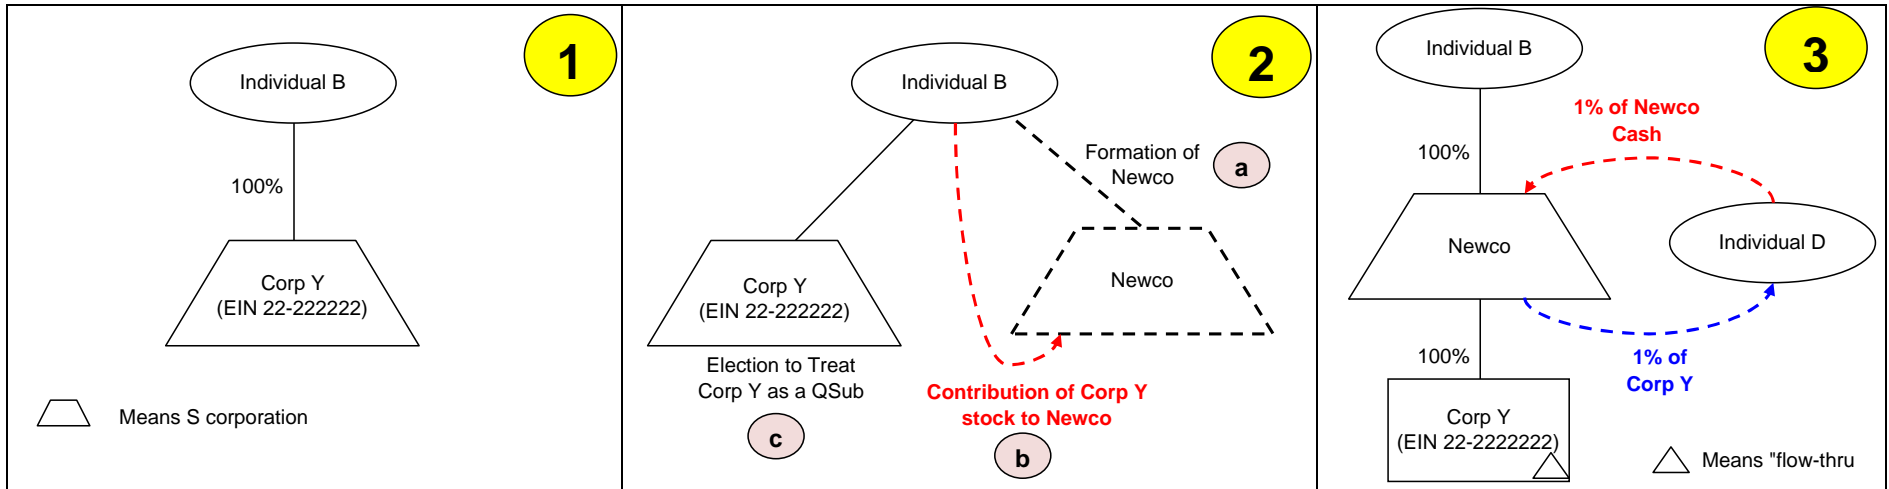 1
Individual B
100%
Corp Y
(EIN 22-222222)
Means S corporation
2
Individual B
Formation of
Newco
a
Corp Y
(EIN 22-222222)
Newco
Election to Treat
Corp Y as a QSub
c
Contribution of Corp Y
stock to Newco
b
3
Individual B
1% of Newco
Cash
100%
Newco
Individual D
100%
1% of
Corp Y
Corp Y
(EIN 22-2222222)
Means "flow-thru